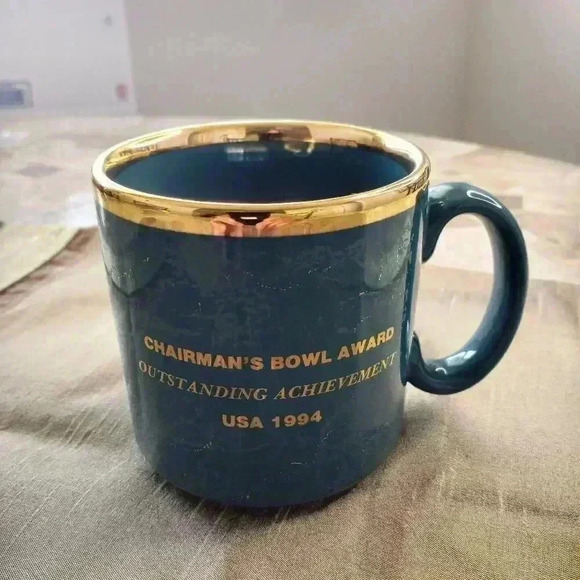 CHAIRMAN'S BOWL AWARD
OUTSTANDING ACHIEVEMENT
USA 1994